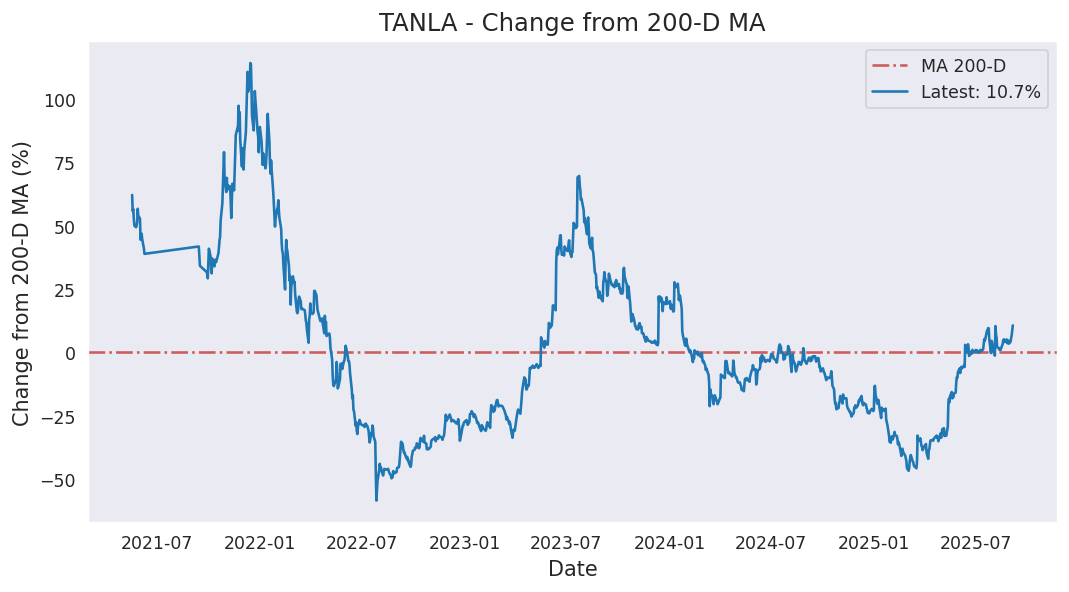 TANLA - Change from 200-D MA
MA 200-D
Latest: 10.7%
Change from 200-D MA (%)
100
75
50
25
0
−25
−50
2021-07 2022-01 2022-07 2023-01 2023-07 2024-01 2024-07 2025-01 2025-07
Date